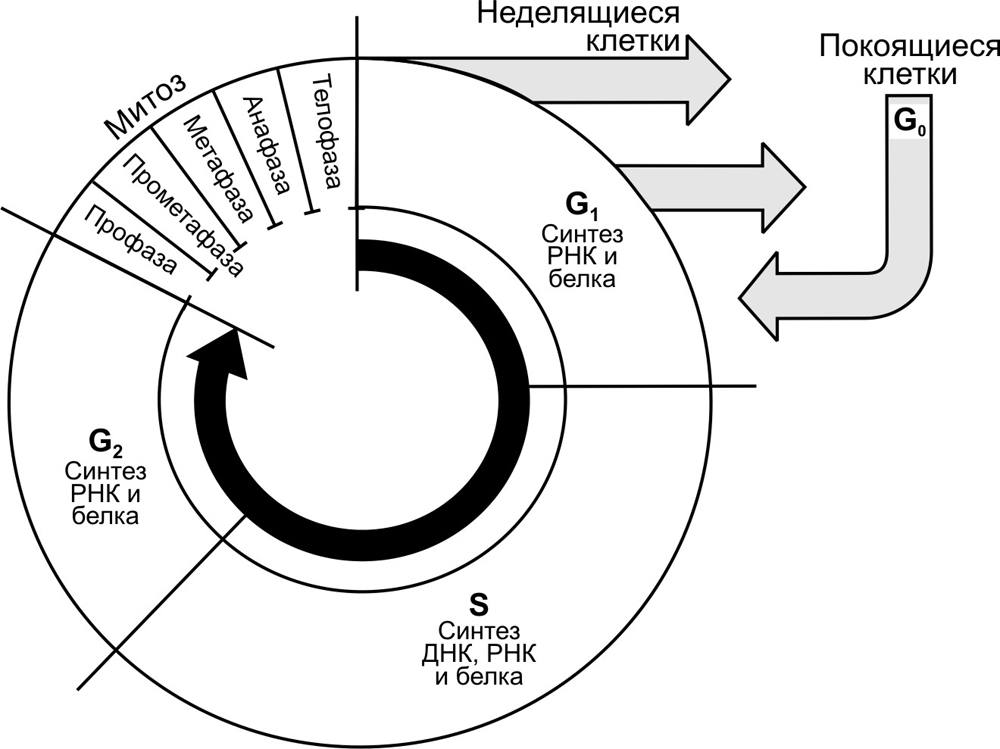 Неделящиеся
клетки
Покоящиеся
клетки
G₀
Митоз
Профаза
Прометафаза
Метафаза
Анафаза
Телофаза
G₁
Синтез
РНК и
белка
G₂
Синтез
РНК и
белка
S
Синтез
ДНК, РНК
и белка